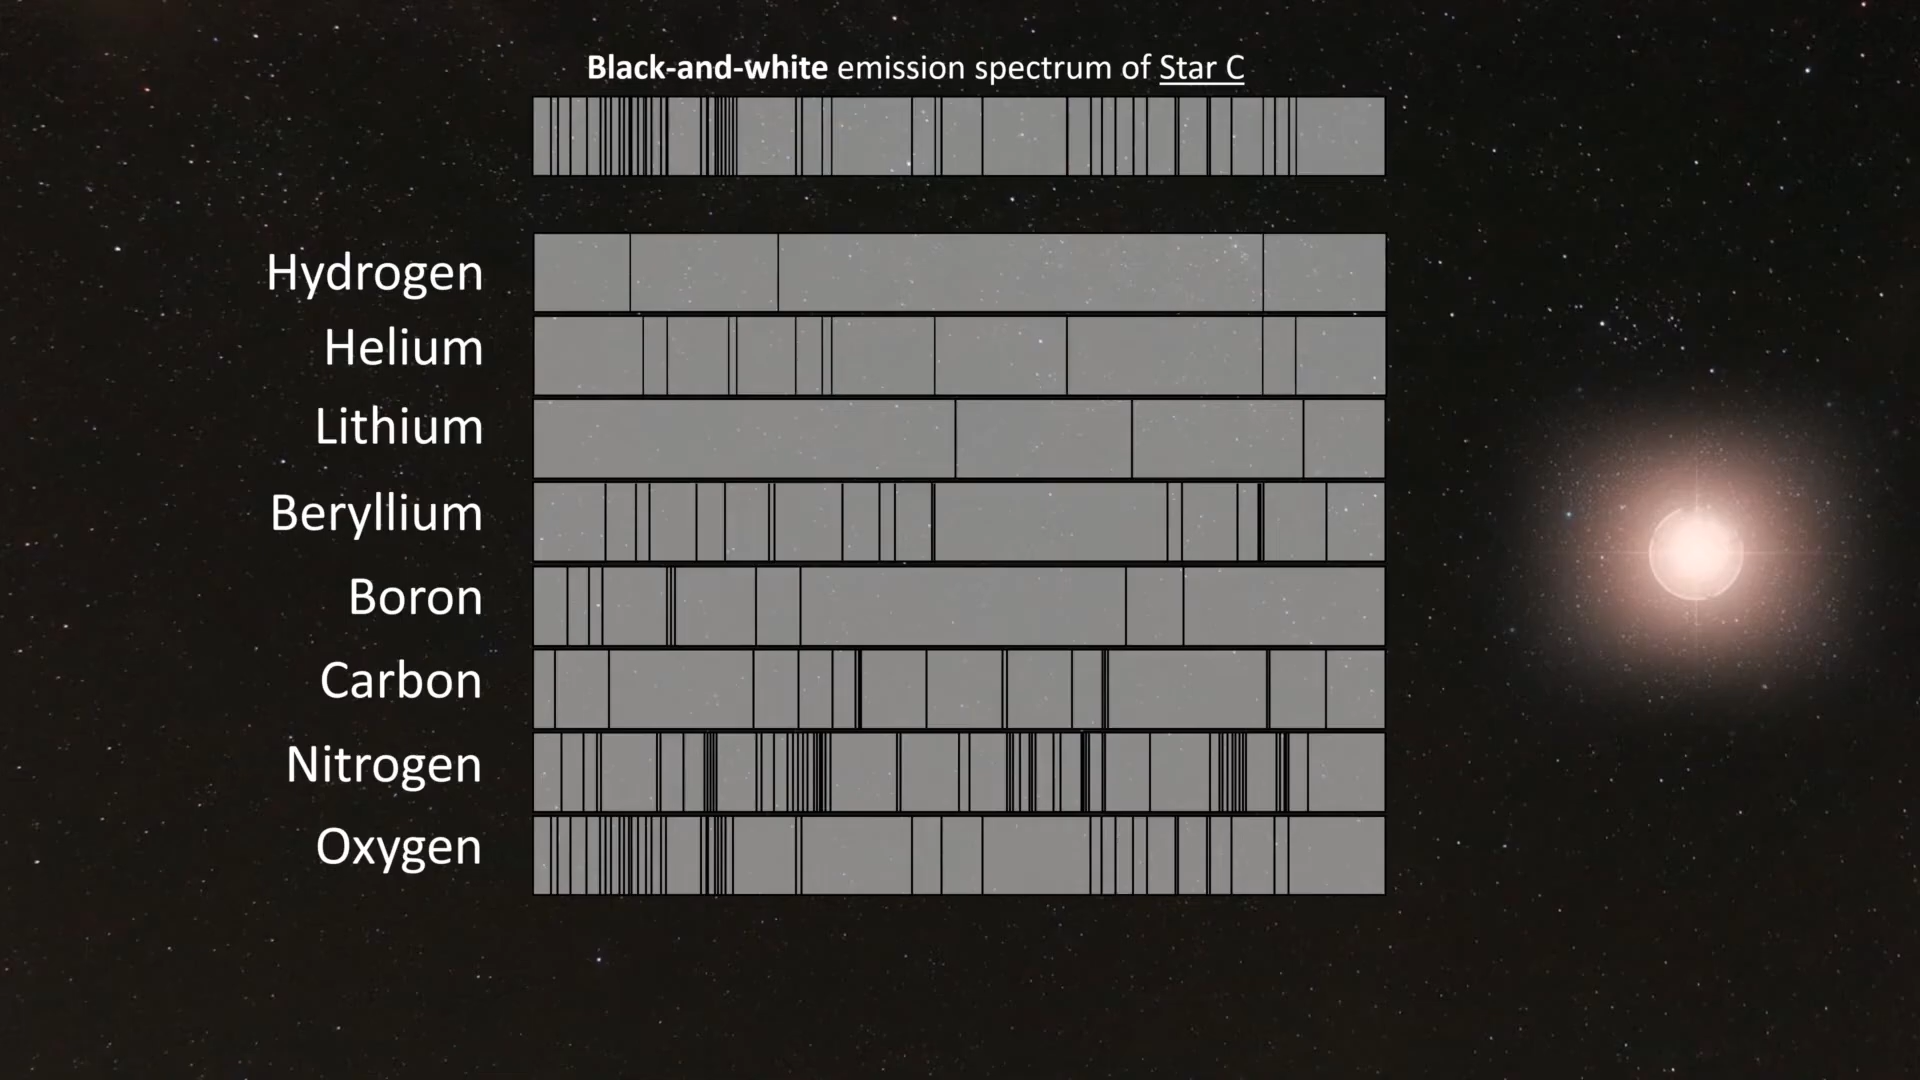 Black-and-white emission spectrum of Star C
Hydrogen
Helium
Lithium
Beryllium
Boron
Carbon
Nitrogen
Oxygen